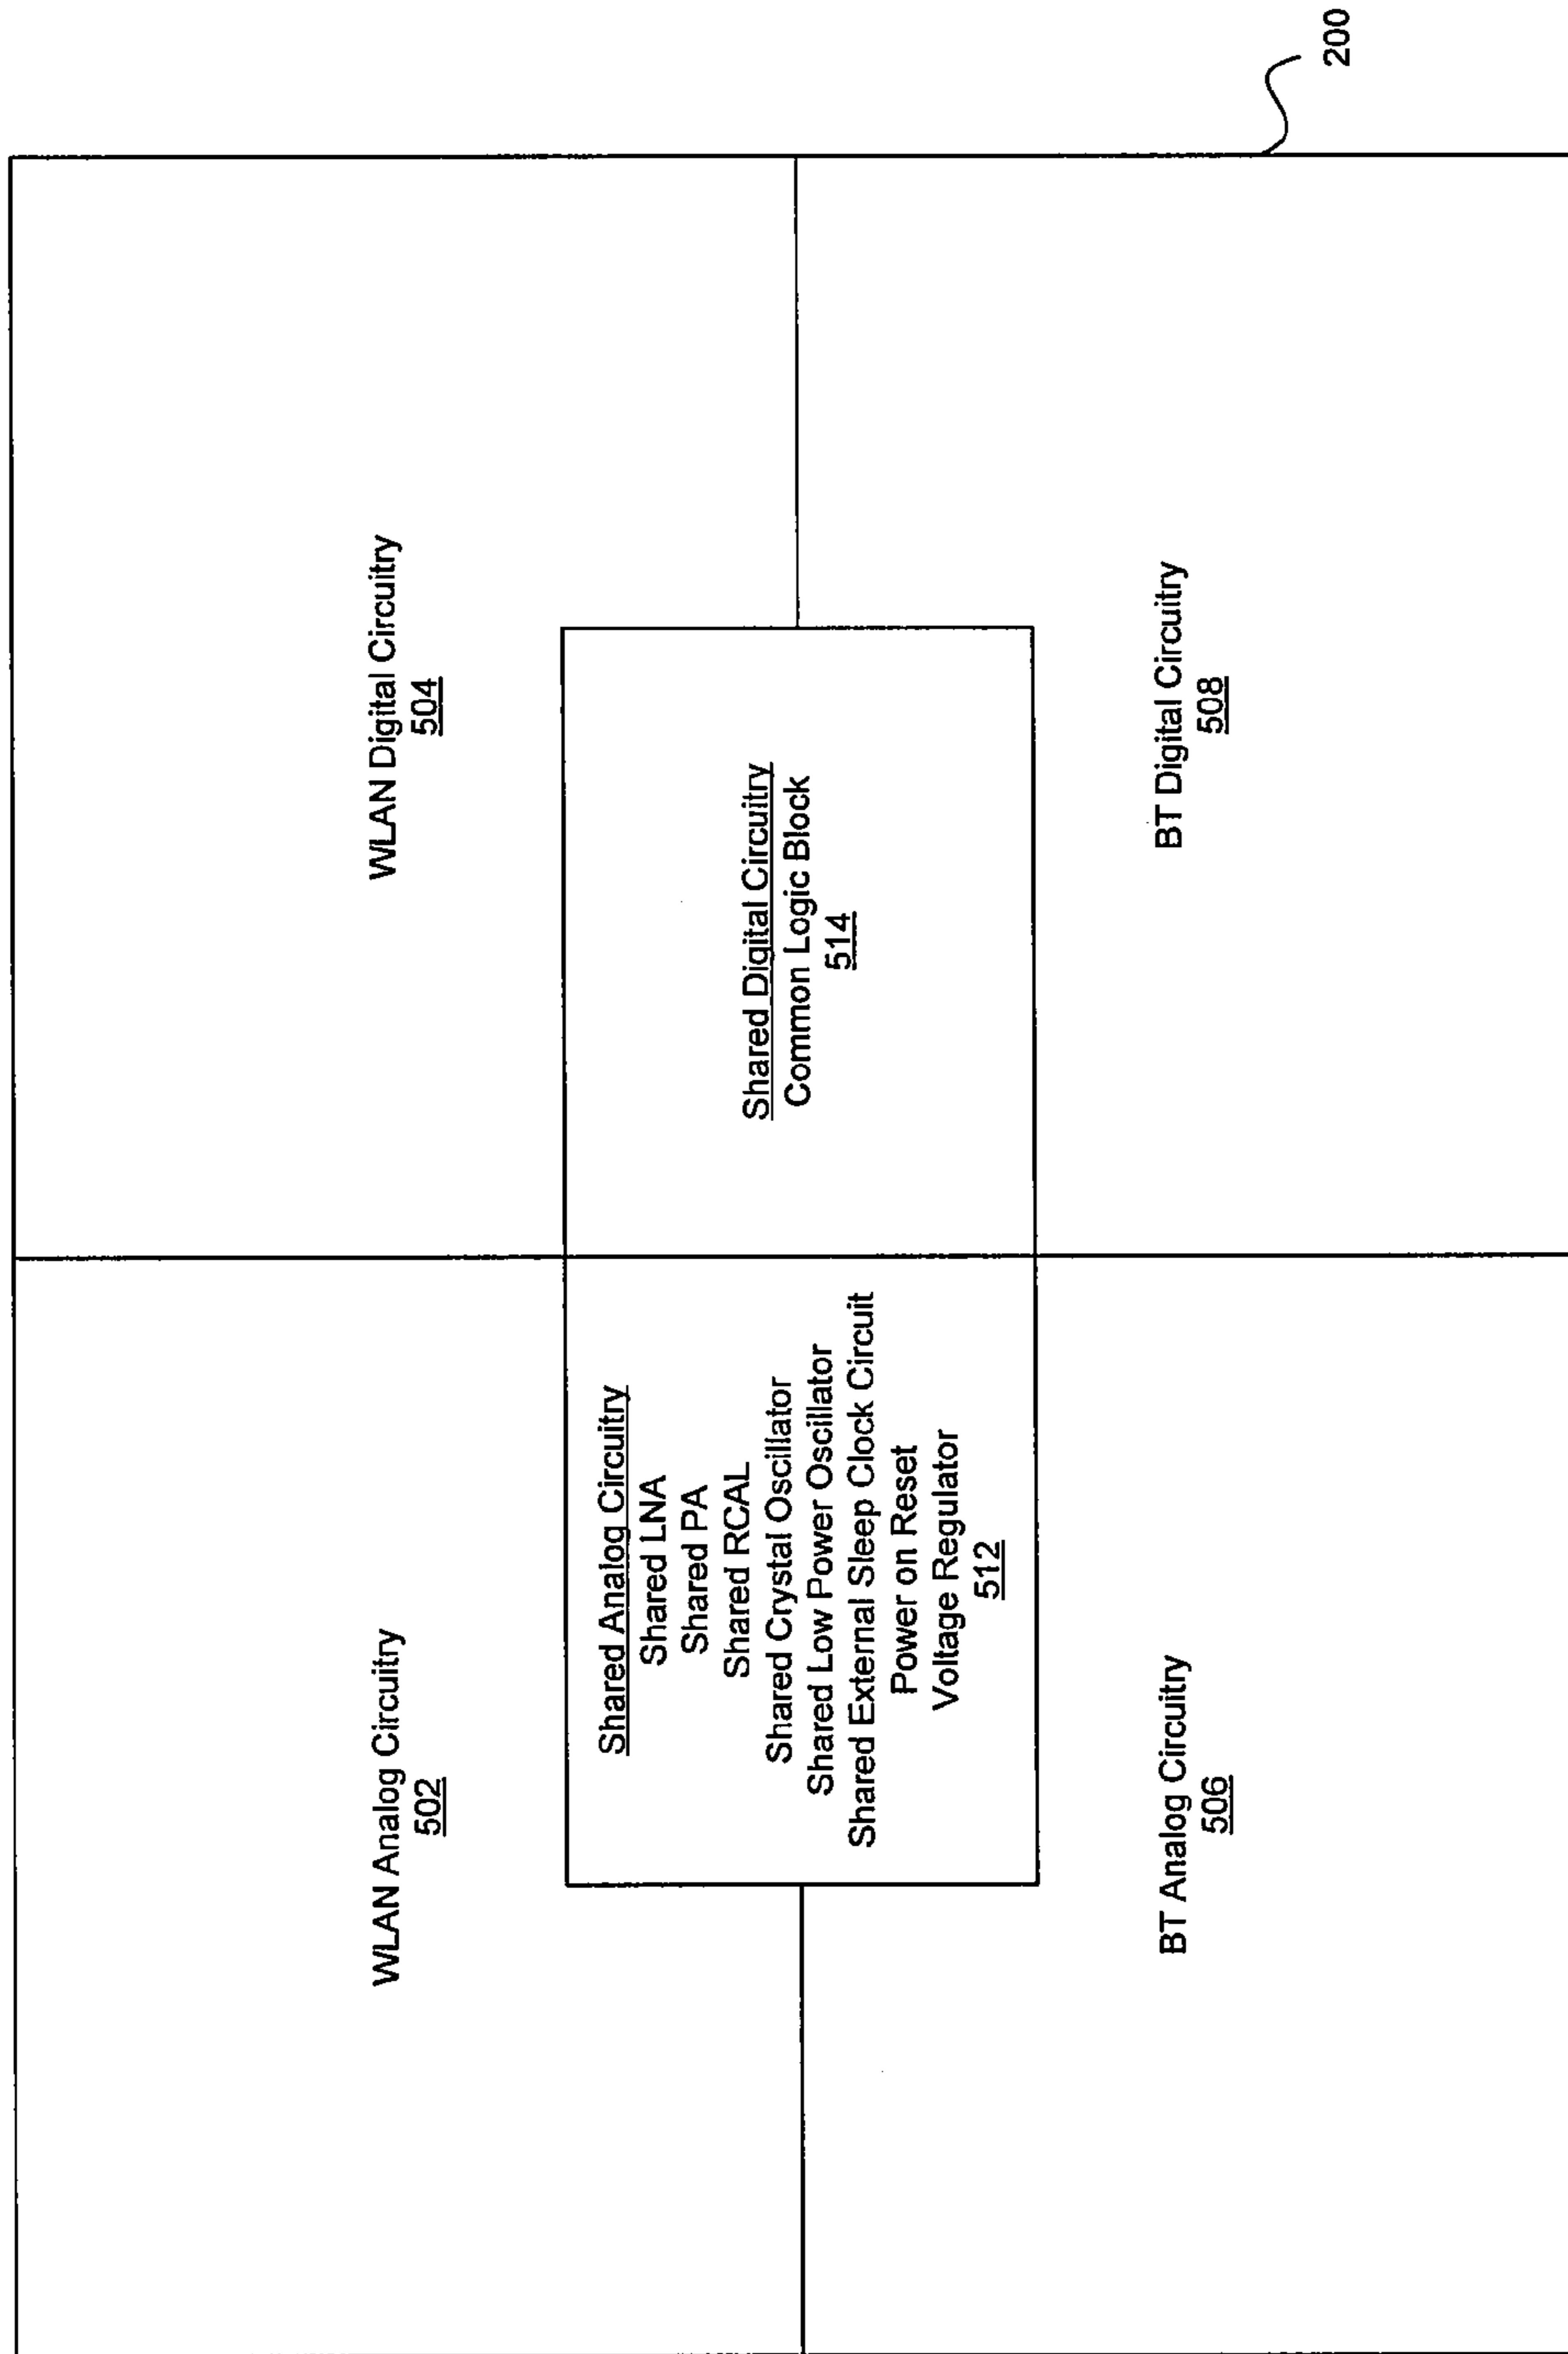 WLAN Analog Circuitry
502
WLAN Digital Circuitry
504
Shared Analog Circuitry
Shared LNA
Shared PA
Shared RCAL
Shared Crystal Oscillator
Shared Low Power Oscillator
Shared External Sleep Clock Circuit
Power on Reset
Voltage Regulator
512
Shared Digital Circuitry
Common Logic Block
514
BT Analog Circuitry
506
BT Digital Circuitry
508
200